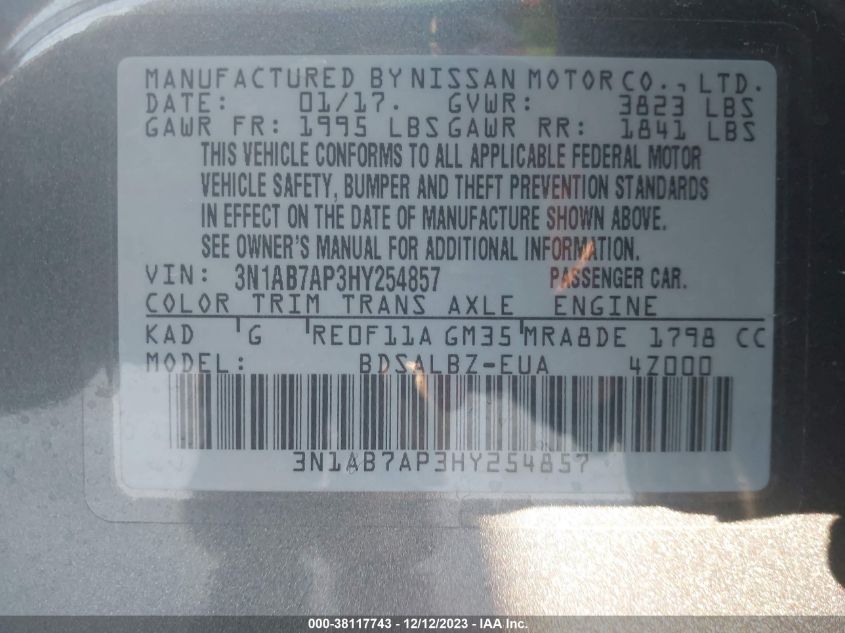 MANUFACTURED BY NISSAN MOTOR CO., LTD.
DATE: 01/17. GVWR: 3823 LBS
GAWR FR: 1995 LBS GAWR RR: 1841 LBS
THIS VEHICLE CONFORMS TO ALL APPLICABLE FEDERAL MOTOR
VEHICLE SAFETY, BUMPER AND THEFT PREVENTION STANDARDS
IN EFFECT ON THE DATE OF MANUFACTURE SHOWN ABOVE.
SEE OWNER'S MANUAL FOR ADDITIONAL INFORMATION.
VIN: 3N1AB7AP3HY254857 PASSENGER CAR.
COLOR TRIM TRANS AXLE ENGINE
KAD G RE0F11A GM35 MRA8DE 1798 CC
MODEL: BDSALBZ-EUA 4Z000
3N1AB7AP3HY254857
000-38117743 - 12/12/2023 - IAA Inc.